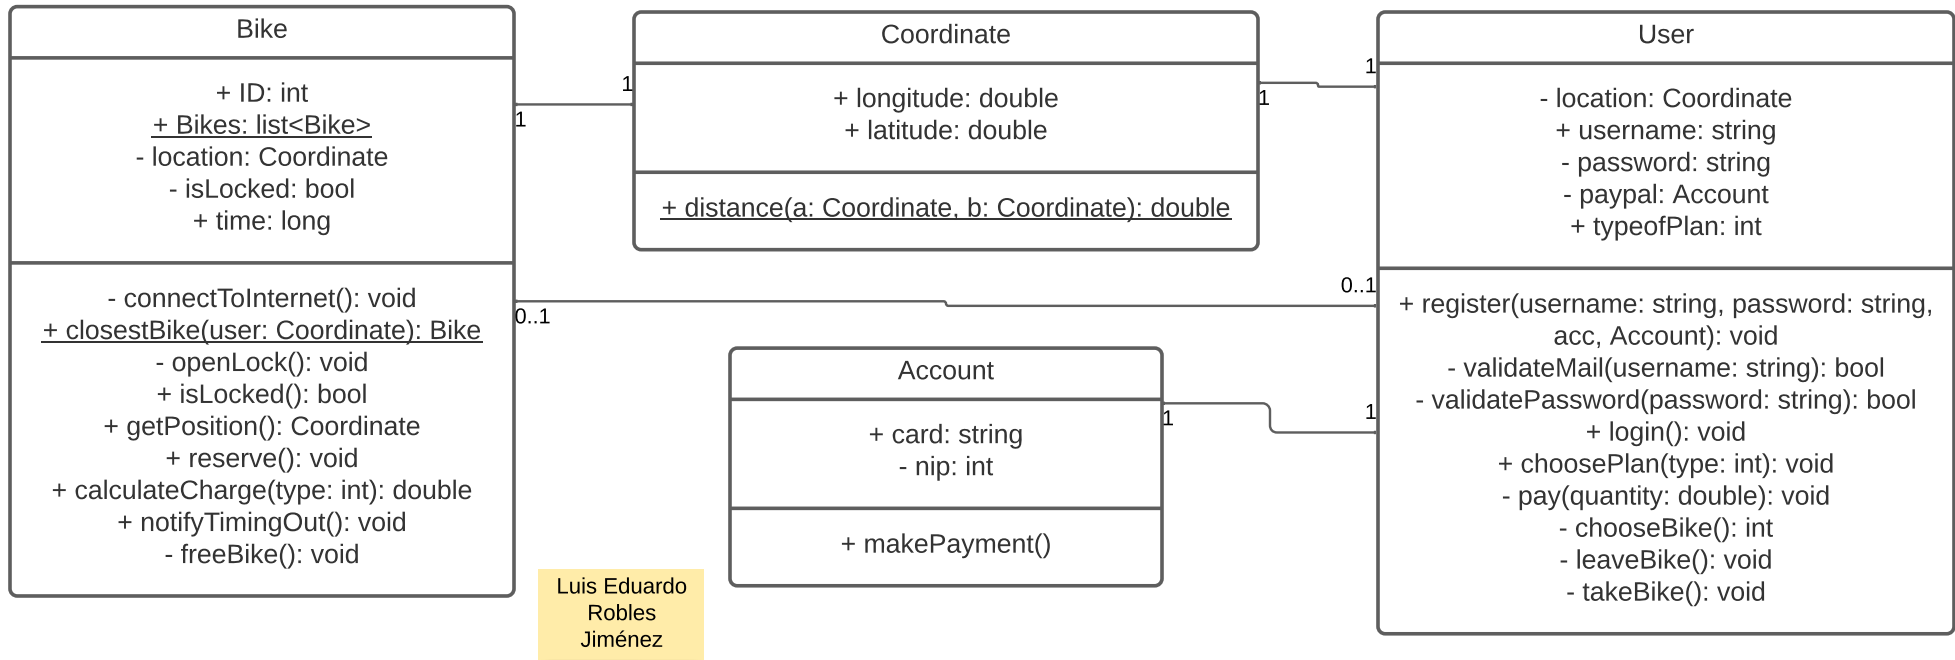 Bike
+ ID: int
+ Bikes: list<Bike>
- location: Coordinate
- isLocked: bool
+ time: long
- connectToInternet(): void
+ closestBike(user: Coordinate): Bike
- openLock(): void
+ isLocked(): bool
+ getPosition(): Coordinate
+ reserve(): void
+ calculateCharge(type: int): double
+ notifyTimingOut(): void
- freeBike(): void
1
1
Coordinate
+ longitude: double
+ latitude: double
+ distance(a: Coordinate, b: Coordinate): double
1
1
0..1
0..1
Account
+ card: string
- nip: int
+ makePayment()
1
1
User
- location: Coordinate
+ username: string
- password: string
- paypal: Account
+ typeofPlan: int
+ register(username: string, password: string,
acc, Account): void
- validateMail(username: string): bool
- validatePassword(password: string): bool
+ login(): void
+ choosePlan(type: int): void
- pay(quantity: double): void
- chooseBike(): int
- leaveBike(): void
- takeBike(): void
Luis Eduardo
Robles
Jiménez